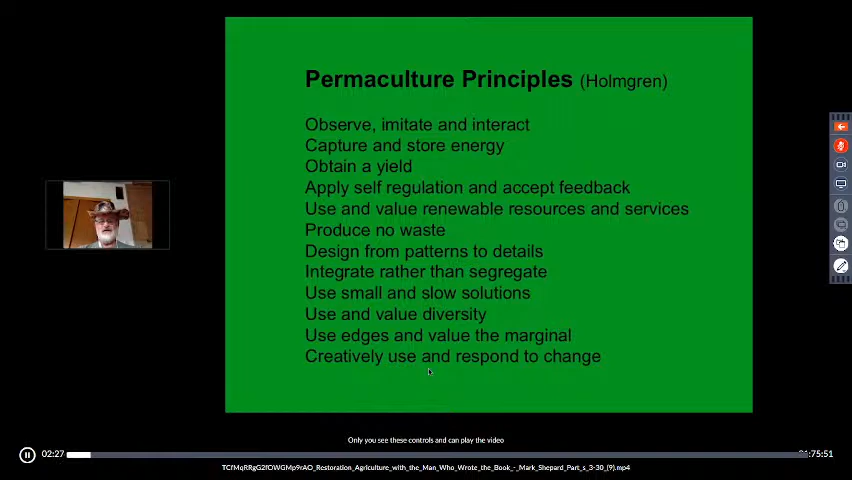 Permaculture Principles (Holmgren)
Observe, imitate and interact
Capture and store energy
Obtain a yield
Apply self regulation and accept feedback
Use and value renewable resources and services
Produce no waste
Design from patterns to details
Integrate rather than segregate
Use small and slow solutions
Use and value diversity
Use edges and value the marginal
Creatively use and respond to change
Only you see these controls and can play the video
02:27
:75:51
TCfMqRRgG2fOWGMp9rAO_Restoration_Agriculture_with_the_Man_Who_Wrote_the_Book_-_Mark_Shepard_Part_s_3-30_(9).mp4